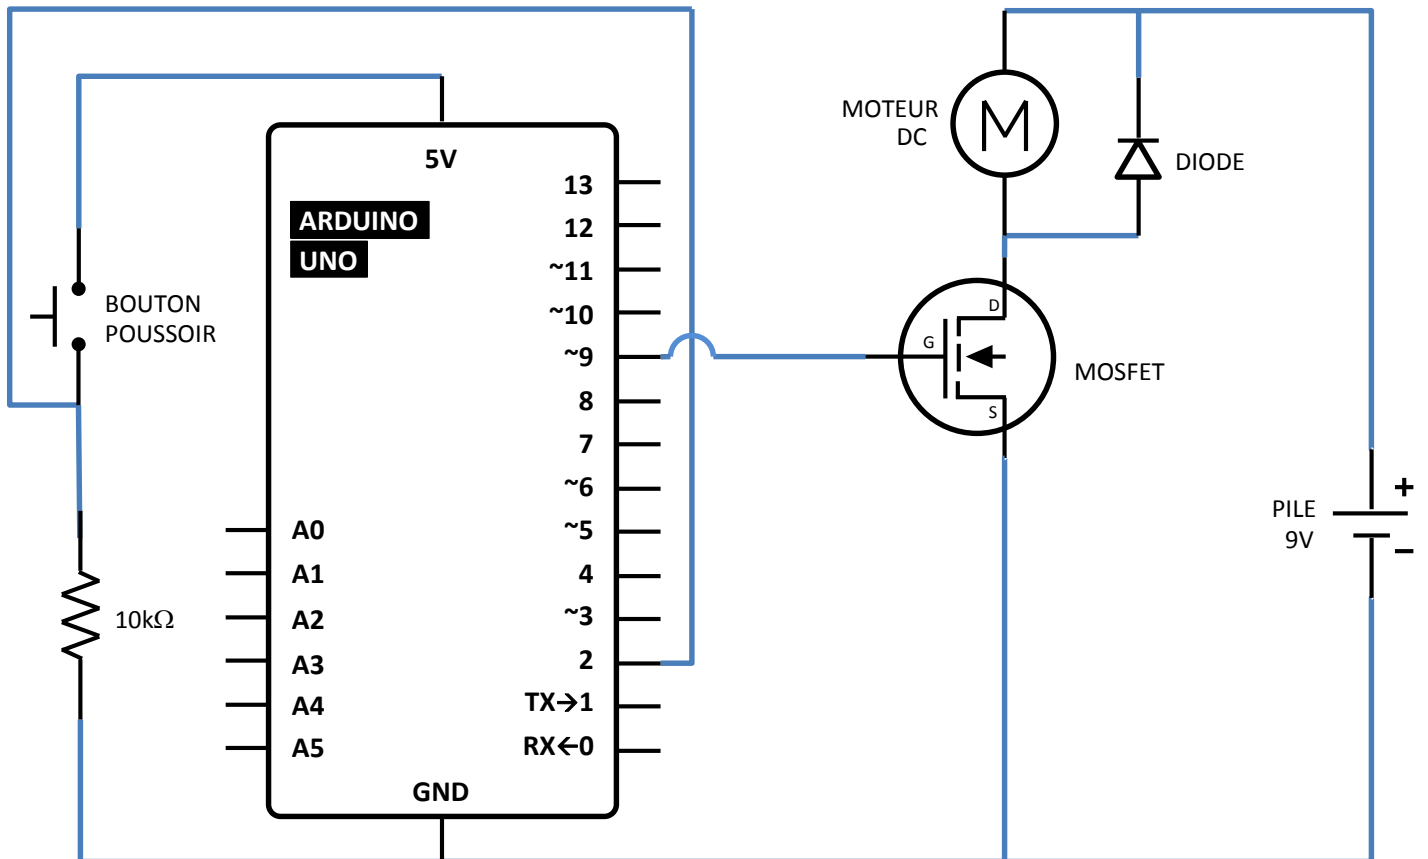 5V
ARDUINO
UNO
13
12
~11
~10
~9
8
7
~6
~5
4
~3
2
TX→1
RX←0
A0
A1
A2
A3
A4
A5
GND
BOUTON
POUSSOIR
10kΩ
MOTEUR
DC
M
DIODE
D
G
S
MOSFET
PILE
9V
+
−